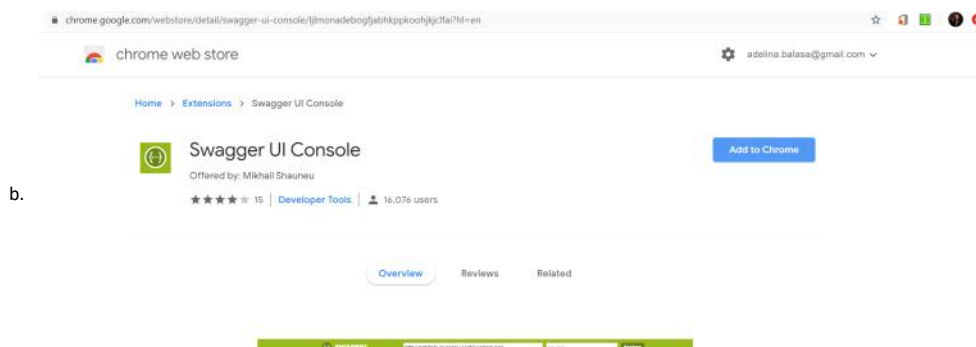 chrome.google.com/webstore/detail/swagger-ui-console/ljlmonadebogfjabhkppkoohjkjclfai?hl=en
chrome web store
adelina.balasa@gmail.com
Home > Extensions > Swagger UI Console
Swagger UI Console
Add to Chrome
Offered by: Mikhail Shauneu
b.
15 | Developer Tools | 16,076 users
Overview Reviews Related